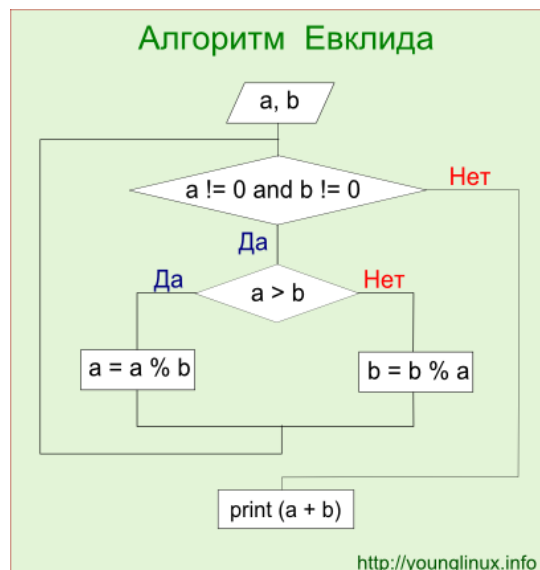 Алгоритм Евклида
a, b
a != 0 and b != 0
Нет
Да
Да
a > b
Нет
a = a % b
b = b % a
print (a + b)
http://younglinux.info